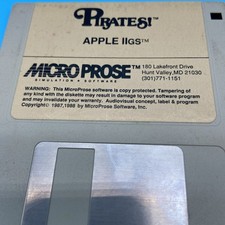 PIRATES!™
APPLE IIGS™
MICROPROSE™
SIMULATION • SOFTWARE
180 Lakefront Drive
Hunt Valley, MD 21030
(301)771-1151
WARNING: This MicroProse software is copy protected. Tampering of
any kind with the diskette may result in damage to your software program
and may invalidate your warranty. Audiovisual concept, label & program
Copyright© 1987,1988 by MicroProse Software, Inc.